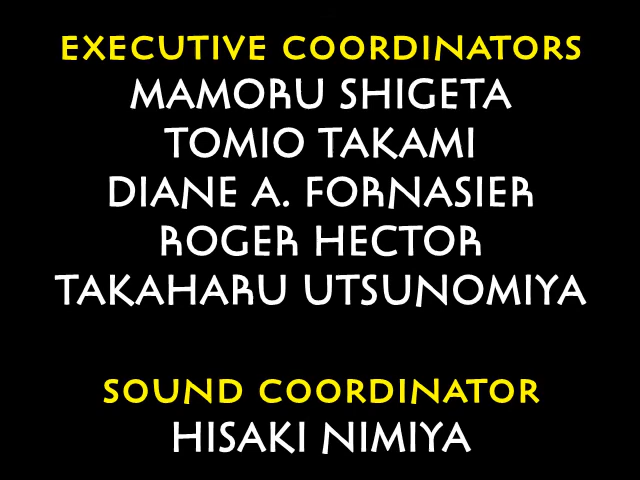 EXECUTIVE COORDINATORS
MAMORU SHIGETA
TOMIO TAKAMI
DIANE A. FORNASIER
ROGER HECTOR
TAKAHARU UTSUNOMIYA
SOUND COORDINATOR
HISAKI NIMIYA